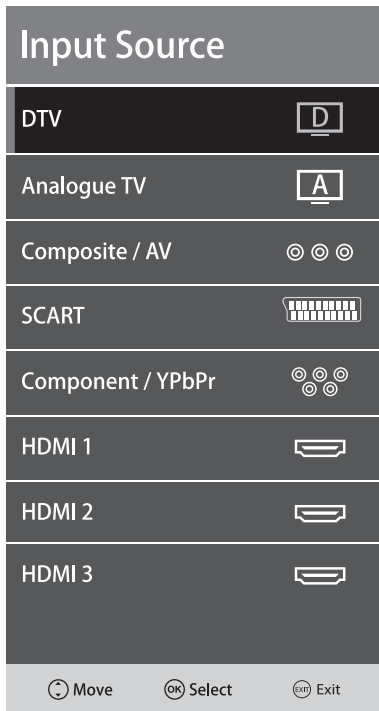 Input Source
DTV D
Analogue TV A
Composite / AV
SCART
Component / YPbPr
HDMI 1
HDMI 2
HDMI 3
Move OK Select EXIT Exit